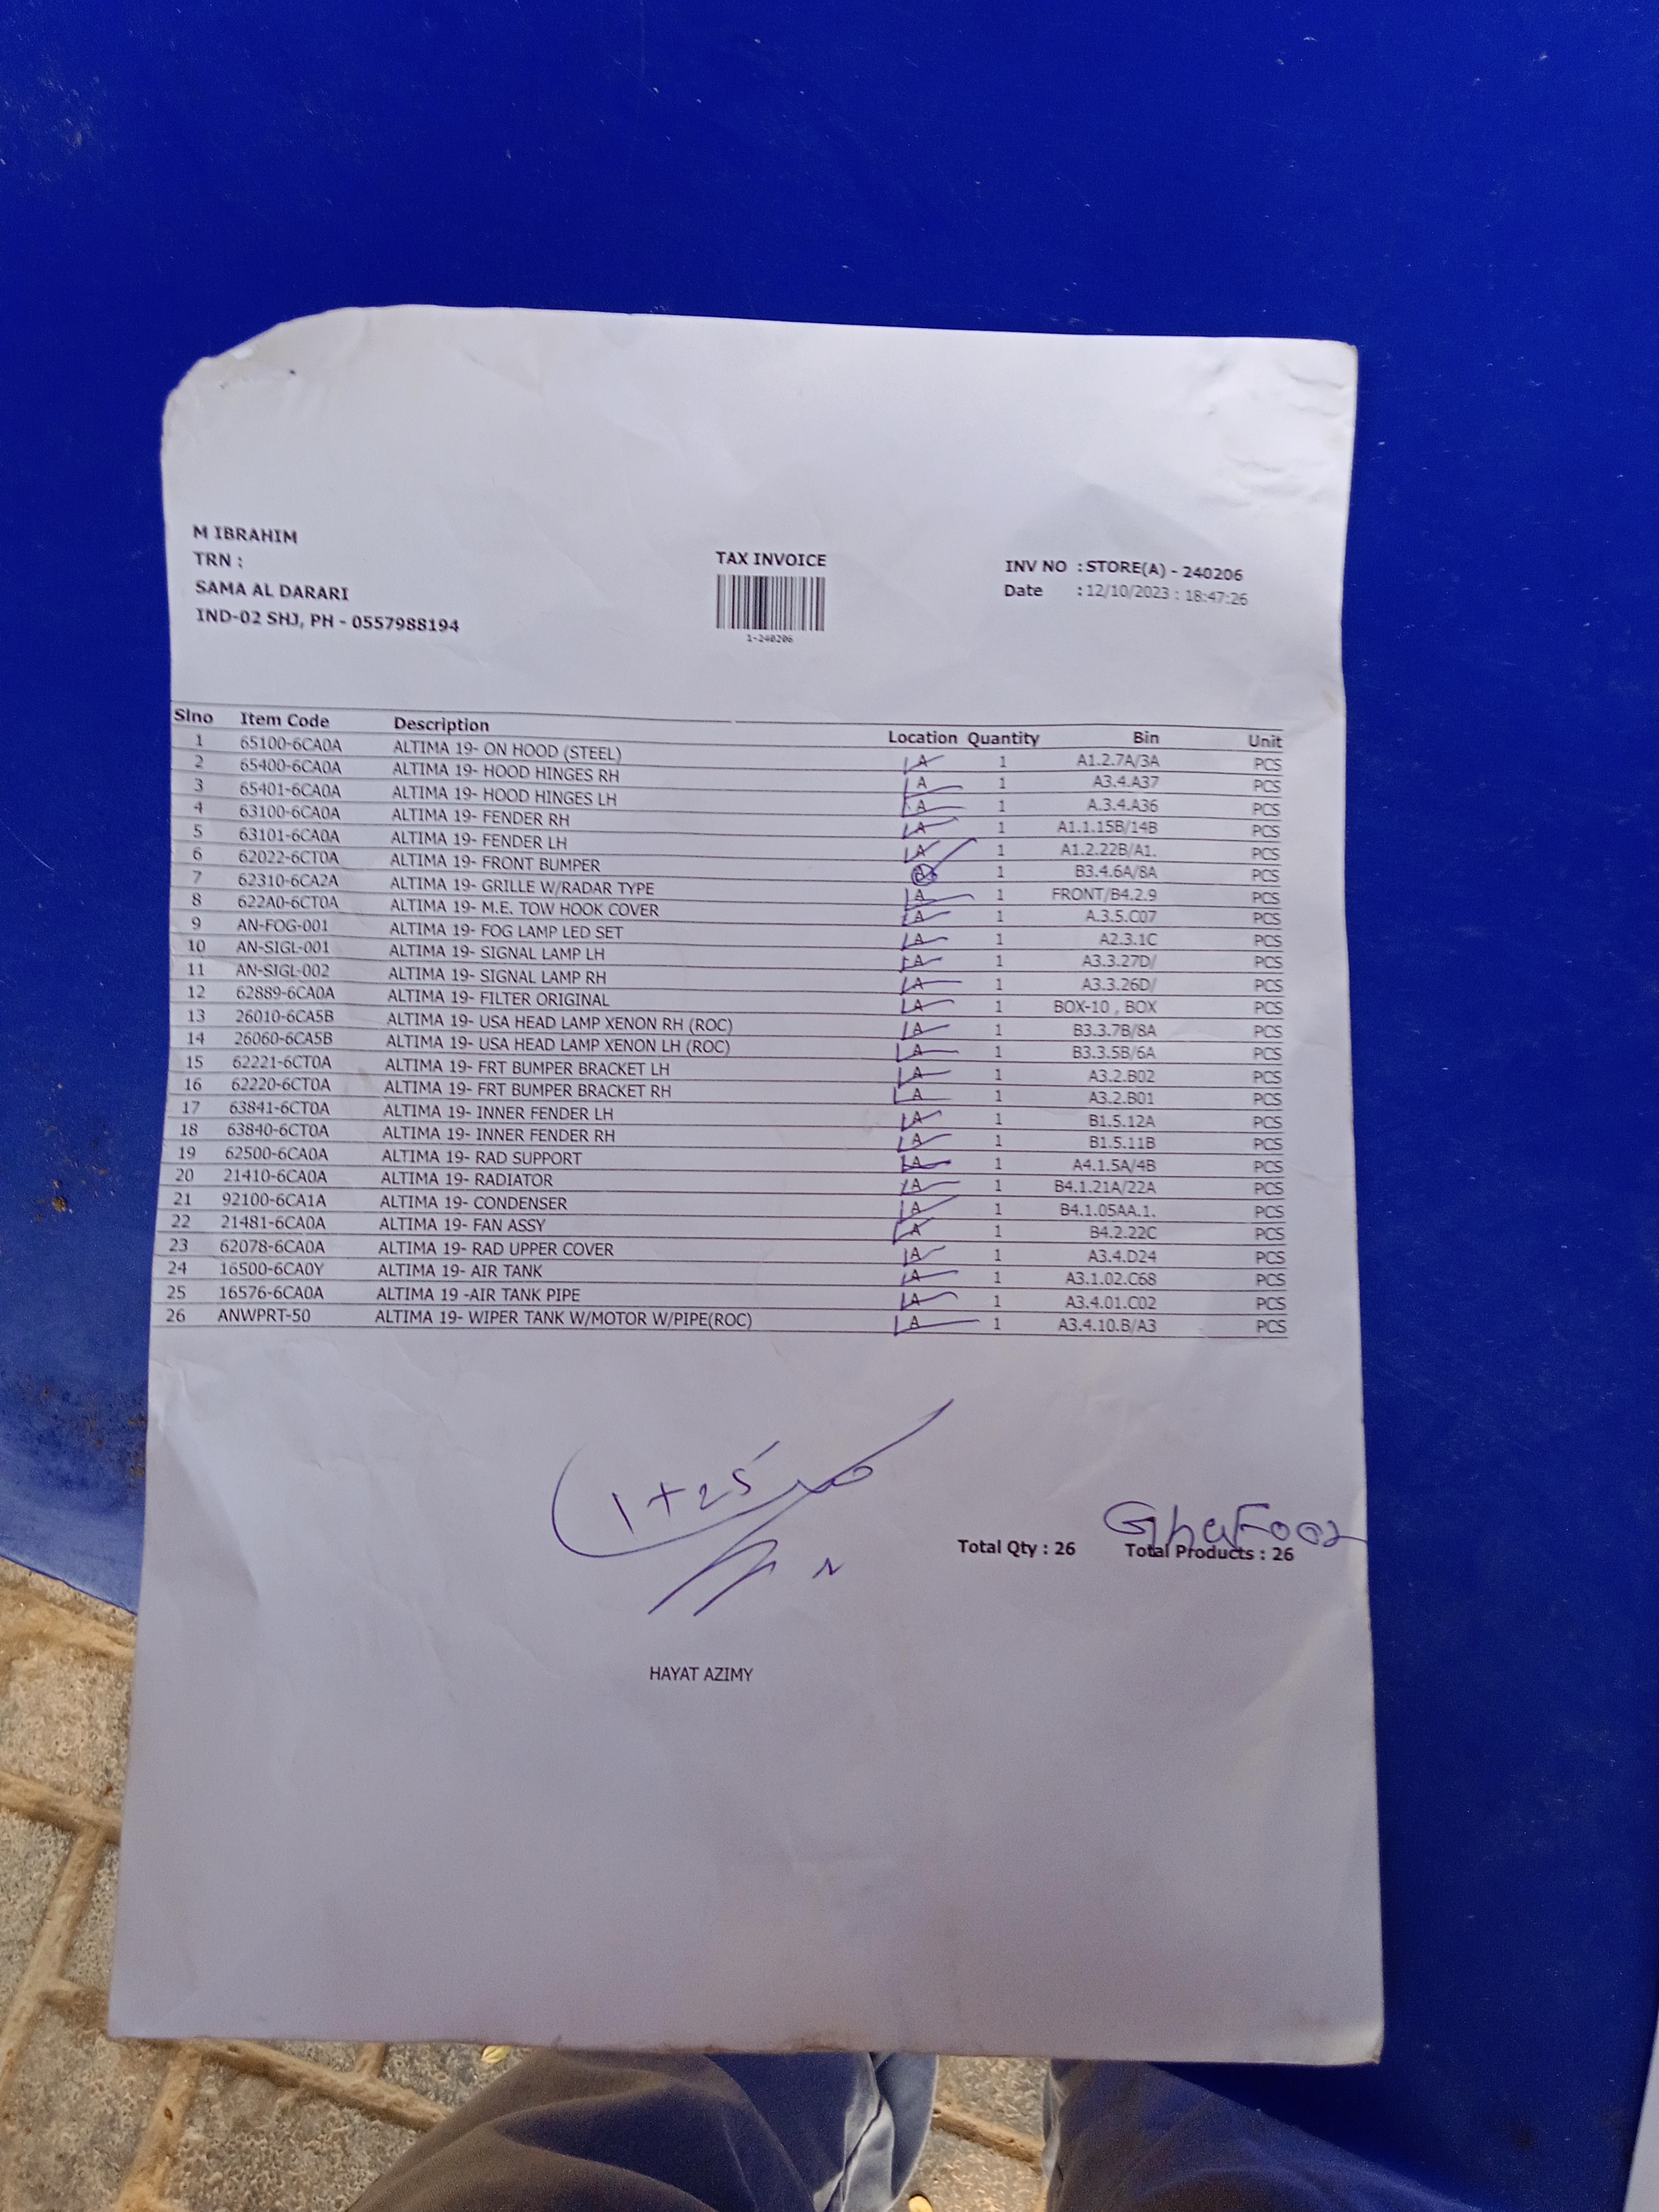 M IBRAHIM
TRN :
SAMA AL DARARI
IND-02 SHJ, PH - 0557988194
TAX INVOICE
1-240206
INV NO : STORE(A) - 240206
Date : 12/10/2023 : 18:47:26
Slno Item Code Description Location Quantity Bin Unit
1 65100-6CA0A ALTIMA 19- ON HOOD (STEEL) A 1 A1.2.7A/3A PCS
2 65400-6CA0A ALTIMA 19- HOOD HINGES RH A 1 A3.4.A37 PCS
3 65401-6CA0A ALTIMA 19- HOOD HINGES LH A 1 A.3.4.A36 PCS
4 63100-6CA0A ALTIMA 19- FENDER RH A 1 A1.1.15B/14B PCS
5 63101-6CA0A ALTIMA 19- FENDER LH A 1 A1.2.22B/A1. PCS
6 62022-6CT0A ALTIMA 19- FRONT BUMPER A 1 B3.4.6A/8A PCS
7 62310-6CA2A ALTIMA 19- GRILLE W/RADAR TYPE A 1 FRONT/B4.2.9 PCS
8 622A0-6CT0A ALTIMA 19- M.E. TOW HOOK COVER A 1 A.3.5.C07 PCS
9 AN-FOG-001 ALTIMA 19- FOG LAMP LED SET A 1 A2.3.1C PCS
10 AN-SIGL-001 ALTIMA 19- SIGNAL LAMP LH A 1 A3.3.27D/ PCS
11 AN-SIGL-002 ALTIMA 19- SIGNAL LAMP RH A 1 A3.3.26D/ PCS
12 62889-6CA0A ALTIMA 19- FILTER ORIGINAL A 1 BOX-10 , BOX PCS
13 26010-6CA5B ALTIMA 19- USA HEAD LAMP XENON RH (ROC) A 1 B3.3.7B/8A PCS
14 26060-6CA5B ALTIMA 19- USA HEAD LAMP XENON LH (ROC) A 1 B3.3.5B/6A PCS
15 62221-6CT0A ALTIMA 19- FRT BUMPER BRACKET LH A 1 A3.2.B02 PCS
16 62220-6CT0A ALTIMA 19- FRT BUMPER BRACKET RH A 1 A3.2.B01 PCS
17 63841-6CT0A ALTIMA 19- INNER FENDER LH A 1 B1.5.12A PCS
18 63840-6CT0A ALTIMA 19- INNER FENDER RH A 1 B1.5.11B PCS
19 62500-6CA0A ALTIMA 19- RAD SUPPORT A 1 A4.1.5A/4B PCS
20 21410-6CA0A ALTIMA 19- RADIATOR A 1 B4.1.21A/22A PCS
21 92100-6CA1A ALTIMA 19- CONDENSER A 1 B4.1.05AA.1. PCS
22 21481-6CA0A ALTIMA 19- FAN ASSY A 1 B4.2.22C PCS
23 62078-6CA0A ALTIMA 19- RAD UPPER COVER A 1 A3.4.D24 PCS
24 16500-6CA0Y ALTIMA 19- AIR TANK A 1 A3.1.02.C68 PCS
25 16576-6CA0A ALTIMA 19 -AIR TANK PIPE A 1 A3.4.01.C02 PCS
26 ANWPRT-50 ALTIMA 19- WIPER TANK W/MOTOR W/PIPE(ROC) A 1 A3.4.10.B/A3 PCS
1+25
Total Qty : 26 Total Products : 26
HAYAT AZIMY